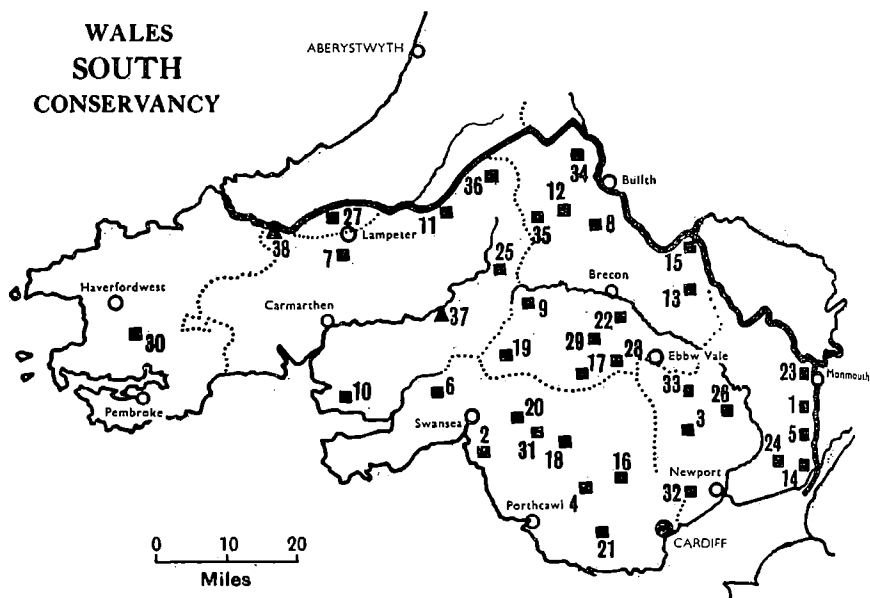 WALES
SOUTH
CONSERVANCY
ABERYSTWYTH
34
Builth
36
12
8
27
11
35
38
Lampeter
7
25
15
Haverfordwest
Brecon
13
Carmarthen
37
9
22
30
29
19
28
Ebbw Vale
17
23
Monmouth
33
10
6
26
1
Pembroke
20
3
5
Swansea
2
31
18
24
14
16
Newport
4
32
Porthcawl
21
CARDIFF
0 10 20
Miles